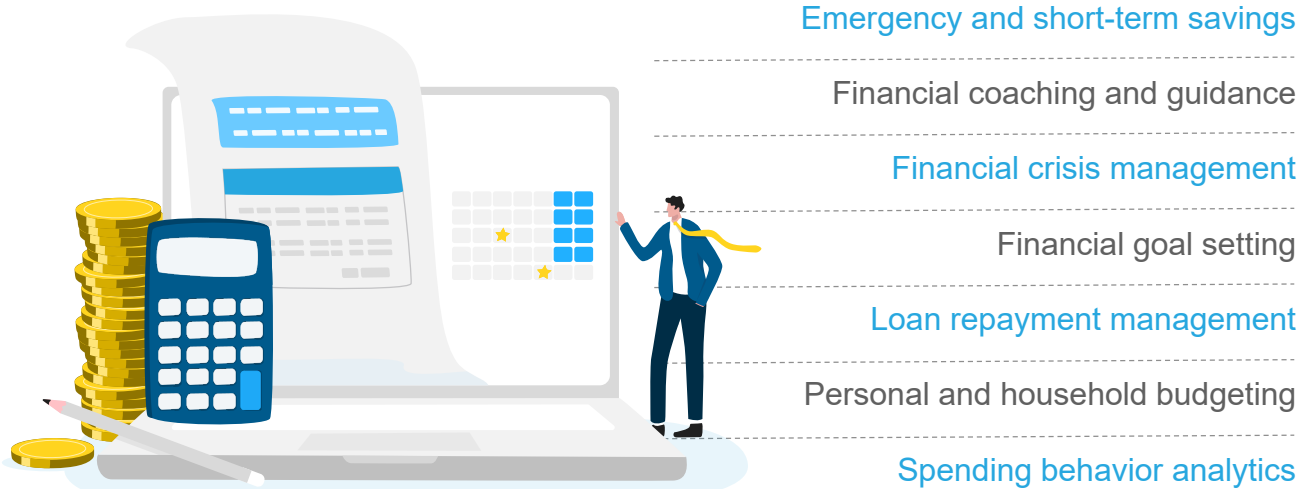 Emergency and short-term savings
Financial coaching and guidance
Financial crisis management
Financial goal setting
Loan repayment management
Personal and household budgeting
Spending behavior analytics